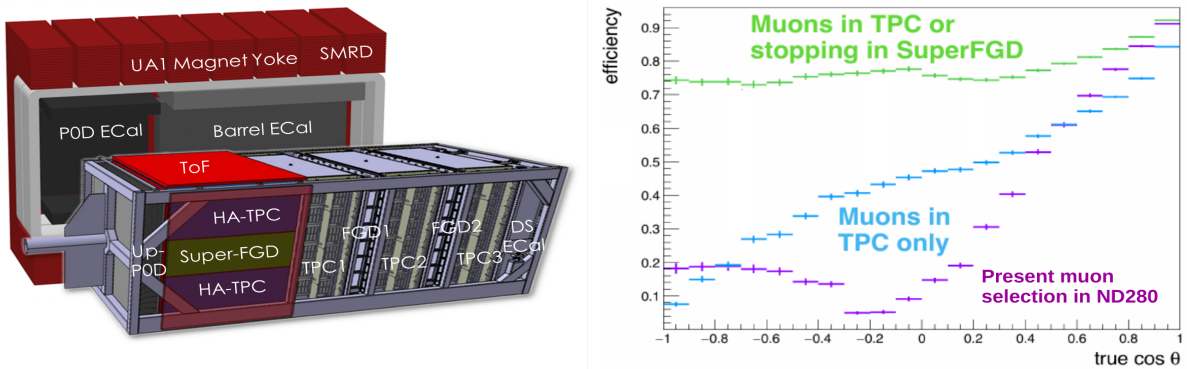 UA1 Magnet Yoke
SMRD
P0D ECal
Barrel ECal
ToF
HA-TPC
Super-FGD
HA-TPC
Up-
P0D
TPC1
FGD1
TPC2
FGD2
TPC3
DS
ECal
efficiency
0.9
0.8
0.7
0.6
0.5
0.4
0.3
0.2
0.1
Muons in TPC or
stopping in SuperFGD
Muons in
TPC only
Present muon
selection in ND280
−1 −0.8 −0.6 −0.4 −0.2 0 0.2 0.4 0.6 0.8 1
true cos θ